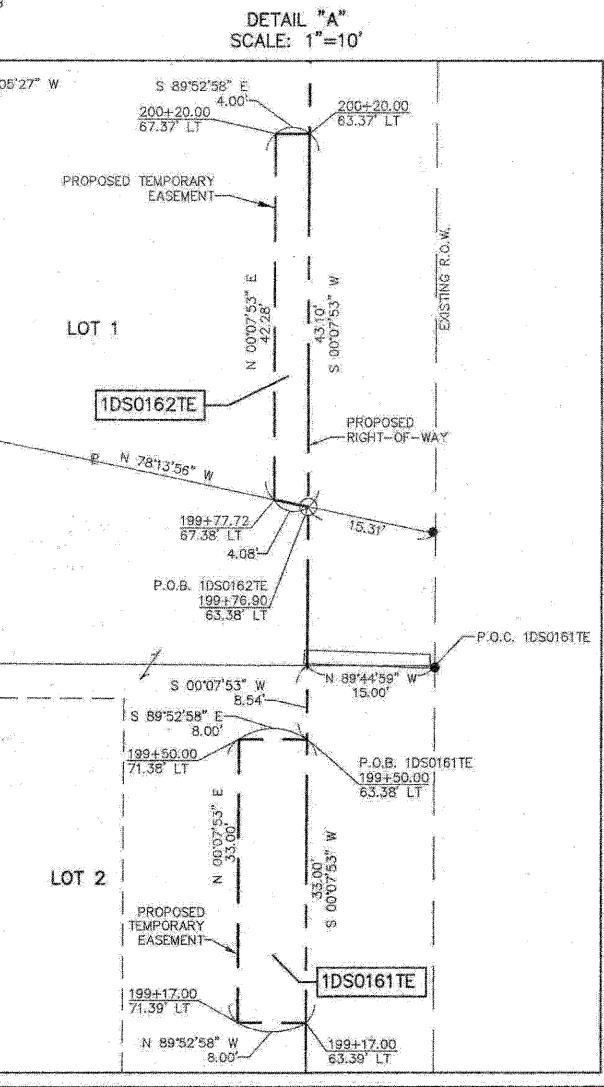 DETAIL "A"
SCALE: 1"=10'
05'27" W
S 89°52'58" E
4.00'
200+20.00
67.37' LT
200+20.00
63.37' LT
PROPOSED TEMPORARY
EASEMENT
EXISTING R.O.W.
N 00°07'53" E
42.28'
43.10'
S 00°07'53" W
LOT 1
1DS0162TE
PROPOSED
RIGHT-OF-WAY
N 78°13'56" W
15.31'
199+77.72
67.38' LT
4.08'
P.O.B. 1DS0162TE
199+76.90
63.38' LT
P.O.C. 1DS0161TE
N 89°44'59" W
15.00'
S 00°07'53" W
8.54'
S 89°52'58" E
8.00'
199+50.00
71.38' LT
P.O.B. 1DS0161TE
199+50.00
63.38' LT
N 00°07'53" E
33.00'
33.00'
S 00°07'53" W
LOT 2
PROPOSED
TEMPORARY
EASEMENT
1DS0161TE
199+17.00
71.39' LT
N 89°52'58" W
8.00'
199+17.00
63.39' LT